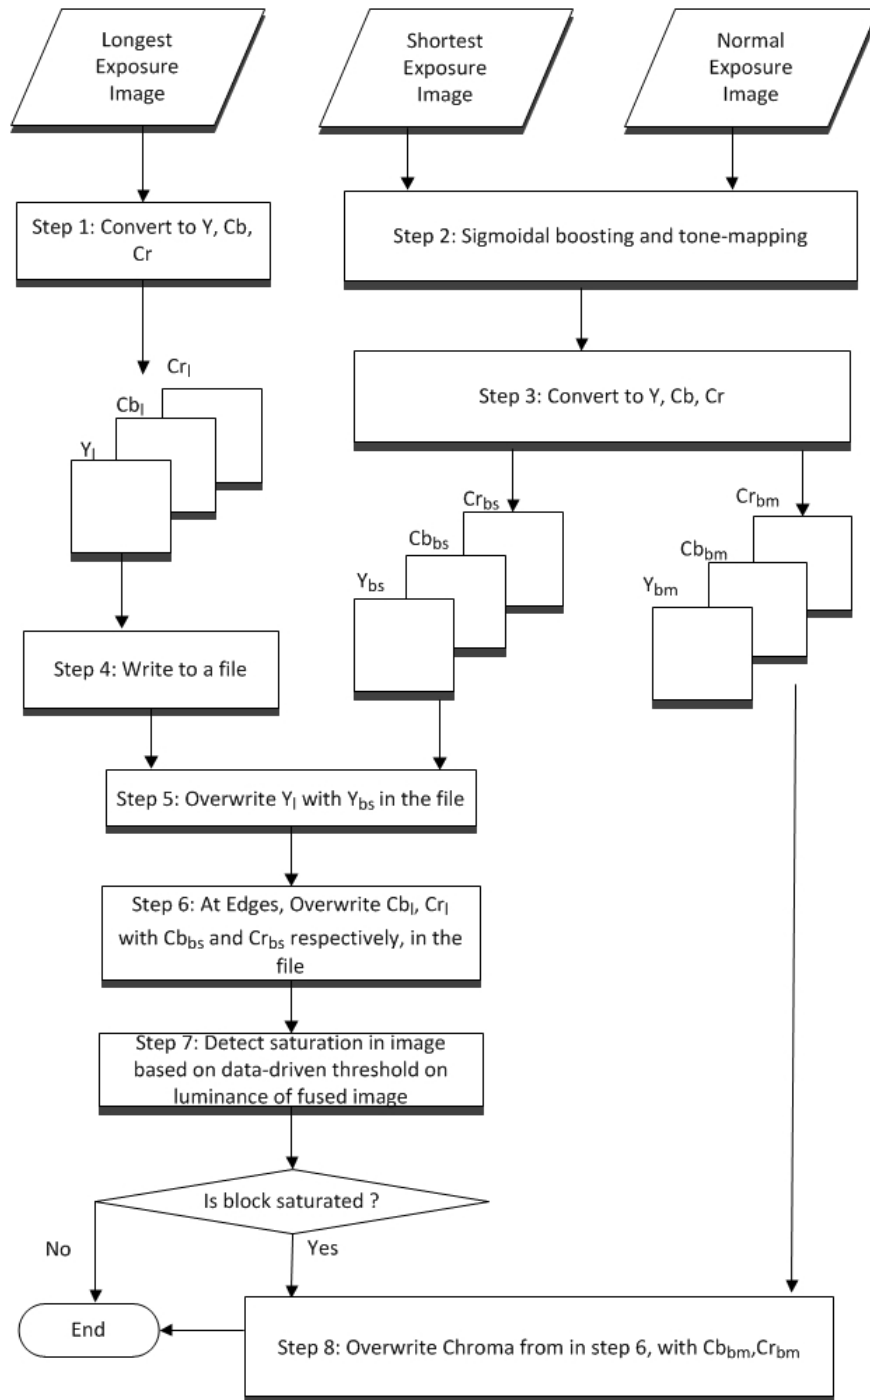 Longest
Exposure
Image
Shortest
Exposure
Image
Normal
Exposure
Image
Step 1: Convert to Y, Cb,
Cr
Step 2: Sigmoidal boosting and tone-mapping
Step 3: Convert to Y, Cb, Cr
Crl
Cbl
Yl
Crbs
Cbbs
Ybs
Crbm
Cbbm
Ybm
Step 4: Write to a file
Step 5: Overwrite Yl with Ybs in the file
Step 6: At Edges, Overwrite Cbl, Crl
with Cbbs and Crbs respectively, in the
file
Step 7: Detect saturation in image
based on data-driven threshold on
luminance of fused image
Is block saturated ?
No
Yes
End
Step 8: Overwrite Chroma from in step 6, with Cbbm,Crbm